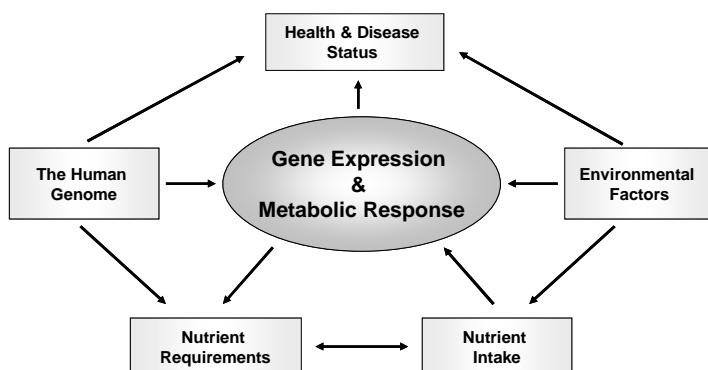 Health & Disease
Status
The Human
Genome
Gene Expression
&
Metabolic Response
Environmental
Factors
Nutrient
Requirements
Nutrient
Intake